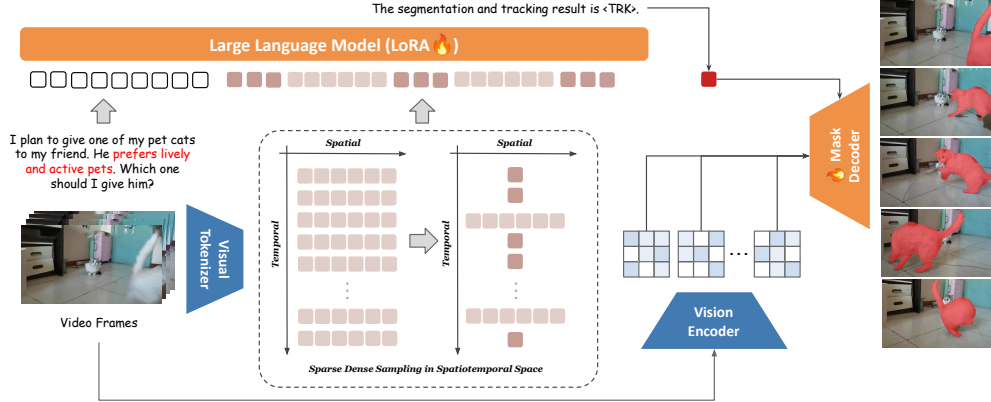 The segmentation and tracking result is <TRK>.
Large Language Model (LoRA🔥)
I plan to give one of my pet cats
to my friend. He prefers lively
and active pets. Which one
should I give him?
Visual
Tokenizer
Video Frames
Spatial
Temporal
Spatial
Temporal
Sparse Dense Sampling in Spatiotemporal Space
Vision
Encoder
🔥 Mask
Decoder